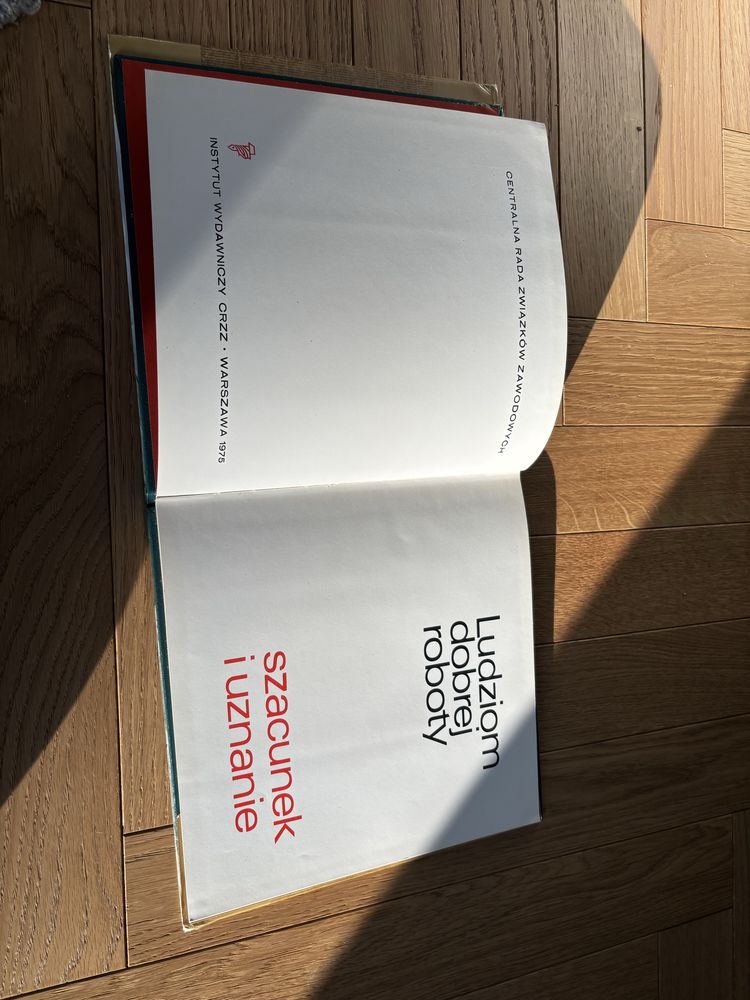 CENTRALNA RADA ZWIĄZKÓW ZAWODOWYCH
INSTYTUT WYDAWNICZY CRZZ · WARSZAWA 1975
Ludziom
dobrej
roboty
szacunek
i uznanie